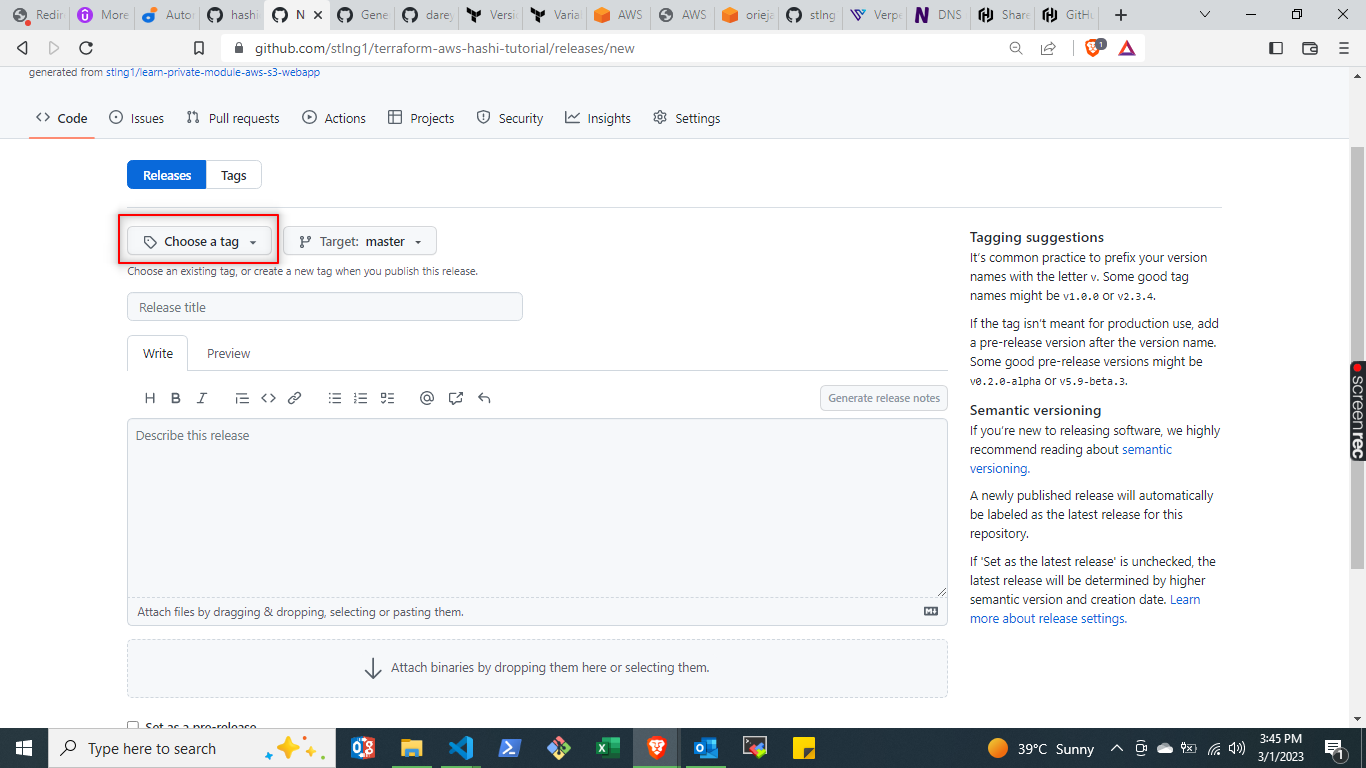 Redir
More
Autor
hashi
N
Gene
darey
Versi
Varial
AWS
AWS
orieja
stlng
Verpe
DNS
Share
GitHu
github.com/stlng1/terraform-aws-hashi-tutorial/releases/new
1
generated from stlng1/learn-private-module-aws-s3-webapp
Code
Issues
Pull requests
Actions
Projects
Security
Insights
Settings
Releases
Tags
Choose a tag
Target: master
Choose an existing tag, or create a new tag when you publish this release.
Release title
Write
Preview
H B I
Generate release notes
Describe this release
Attach files by dragging & dropping, selecting or pasting them.
Attach binaries by dropping them here or selecting them.
Set as a pre-release
Tagging suggestions
It's common practice to prefix your version
names with the letter v. Some good tag
names might be v1.0.0 or v2.3.4.
If the tag isn't meant for production use, add
a pre-release version after the version name.
Some good pre-release versions might be
v0.2.0-alpha or v5.9-beta.3.
Semantic versioning
If you're new to releasing software, we highly
recommend reading about semantic
versioning.
A newly published release will automatically
be labeled as the latest release for this
repository.
If 'Set as the latest release' is unchecked, the
latest release will be determined by higher
semantic version and creation date. Learn
more about release settings.
screenrec
Type here to search
39°C Sunny
3:45 PM
3/1/2023
1